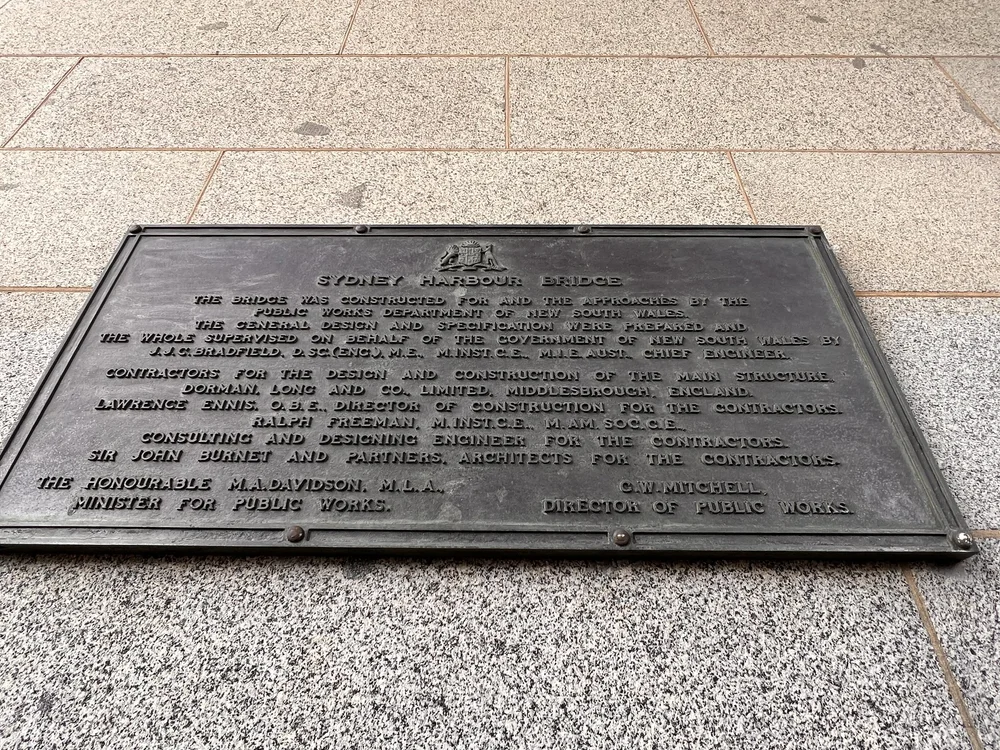 SYDNEY HARBOUR BRIDGE.
THE BRIDGE WAS CONSTRUCTED FOR AND THE APPROACHES BY THE
PUBLIC WORKS DEPARTMENT OF NEW SOUTH WALES.
THE GENERAL DESIGN AND SPECIFICATION WERE PREPARED AND
THE WHOLE SUPERVISED ON BEHALF OF THE GOVERNMENT OF NEW SOUTH WALES BY
J.J.C. BRADFIELD, D.SC.(ENG.), M.E., M.INST.C.E., M.I.E.AUST. CHIEF ENGINEER.
CONTRACTORS FOR THE DESIGN AND CONSTRUCTION OF THE MAIN STRUCTURE.
DORMAN, LONG AND CO., LIMITED, MIDDLESBROUGH, ENGLAND.
LAWRENCE ENNIS, O.B.E., DIRECTOR OF CONSTRUCTION FOR THE CONTRACTORS.
RALPH FREEMAN, M.INST.C.E., M.AM.SOC.C.E.,
CONSULTING AND DESIGNING ENGINEER FOR THE CONTRACTORS.
SIR JOHN BURNET AND PARTNERS, ARCHITECTS FOR THE CONTRACTORS.
THE HONOURABLE M.A. DAVIDSON, M.L.A.,
MINISTER FOR PUBLIC WORKS.
G.W. MITCHELL,
DIRECTOR OF PUBLIC WORKS.